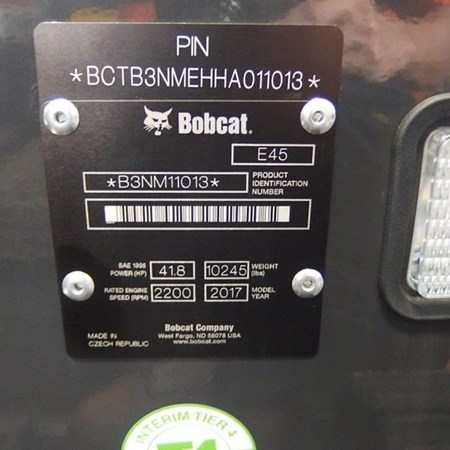 PIN
*BCTB3NMEHHA011013*
Bobcat.
E45
*B3NM11013* PRODUCT IDENTIFICATION NUMBER
SAE 1995 POWER (HP) 41.8 10245 WEIGHT (lbs)
RATED ENGINE SPEED (RPM) 2200 2017 MODEL YEAR
MADE IN
CZECH REPUBLIC
Bobcat Company
West Fargo, ND 58078 USA
www.bobcat.com
INTERIM TIER 4